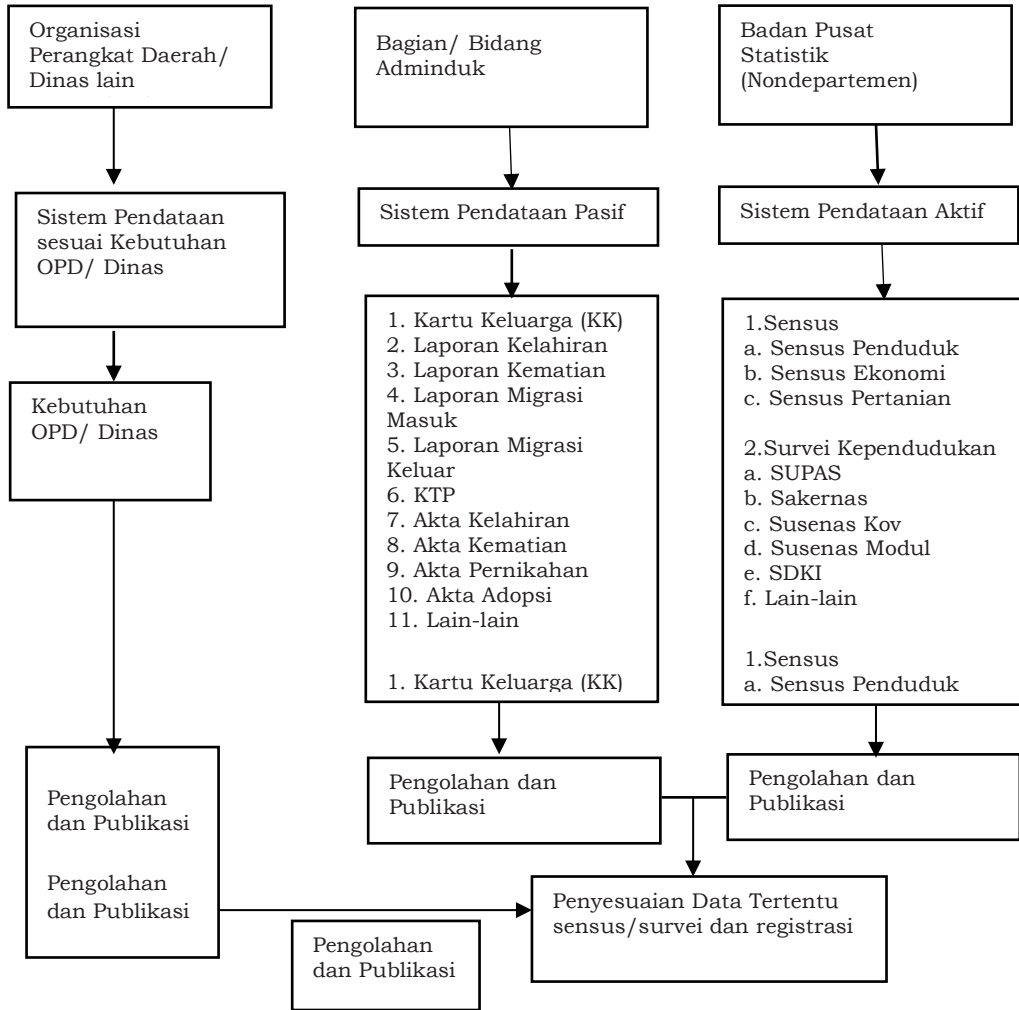 Organisasi
Perangkat Daerah/
Dinas lain
Bagian/ Bidang
Adminduk
Badan Pusat
Statistik
(Nondepartemen)
Sistem Pendataan
sesuai Kebutuhan
OPD/ Dinas
Sistem Pendataan Pasif
Sistem Pendataan Aktif
Kebutuhan
OPD/ Dinas
1. Kartu Keluarga (KK)
2. Laporan Kelahiran
3. Laporan Kematian
4. Laporan Migrasi
Masuk
5. Laporan Migrasi
Keluar
6. KTP
7. Akta Kelahiran
8. Akta Kematian
9. Akta Pernikahan
10. Akta Adopsi
11. Lain-lain
1. Kartu Keluarga (KK)
1.Sensus
a. Sensus Penduduk
b. Sensus Ekonomi
c. Sensus Pertanian
2.Survei Kependudukan
a. SUPAS
b. Sakernas
c. Susenas Kov
d. Susenas Modul
e. SDKI
f. Lain-lain
1.Sensus
a. Sensus Penduduk
Pengolahan
dan Publikasi
Pengolahan
dan Publikasi
Pengolahan dan
Publikasi
Pengolahan dan
Publikasi
Pengolahan
dan Publikasi
Penyesuaian Data Tertentu
sensus/survei dan registrasi